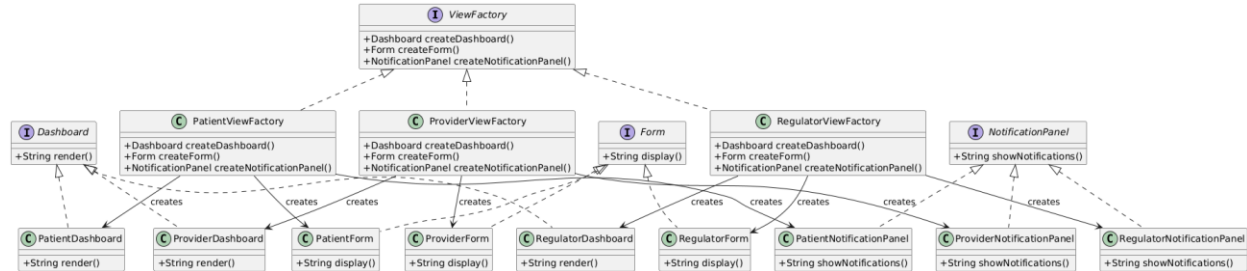 I ViewFactory
+Dashboard createDashboard()
+Form createForm()
+NotificationPanel createNotificationPanel()
I Dashboard
+String render()
C PatientViewFactory
+Dashboard createDashboard()
+Form createForm()
+NotificationPanel createNotificationPanel()
C ProviderViewFactory
+Dashboard createDashboard()
+Form createForm()
+NotificationPanel createNotificationPanel()
I Form
+String display()
C RegulatorViewFactory
+Dashboard createDashboard()
+Form createForm()
+NotificationPanel createNotificationPanel()
I NotificationPanel
+String showNotifications()
creates
creates
creates
creates
creates
creates
creates
creates
creates
C PatientDashboard
+String render()
C ProviderDashboard
+String render()
C PatientForm
+String display()
C ProviderForm
+String display()
C RegulatorDashboard
+String render()
C RegulatorForm
+String display()
C PatientNotificationPanel
+String showNotifications()
C ProviderNotificationPanel
+String showNotifications()
C RegulatorNotificationPanel
+String showNotifications()